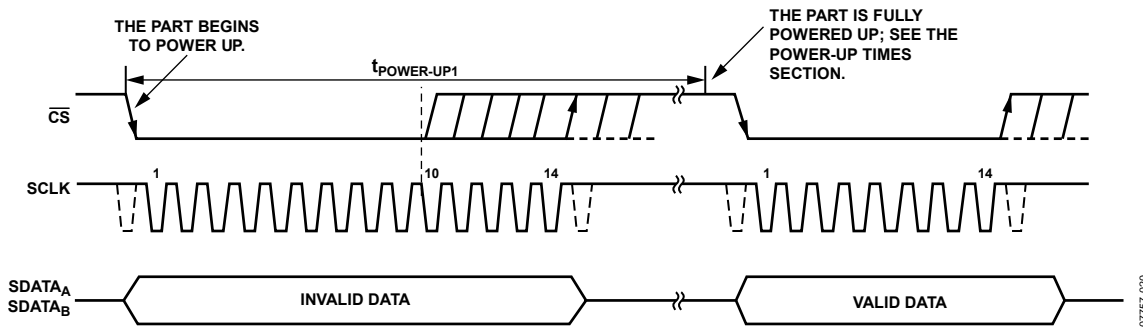 THE PART BEGINS
TO POWER UP.
THE PART IS FULLY
POWERED UP; SEE THE
POWER-UP TIMES
SECTION.
tPOWER-UP1
CS
SCLK
1
10
14
1
14
SDATAA
SDATAB
INVALID DATA
VALID DATA